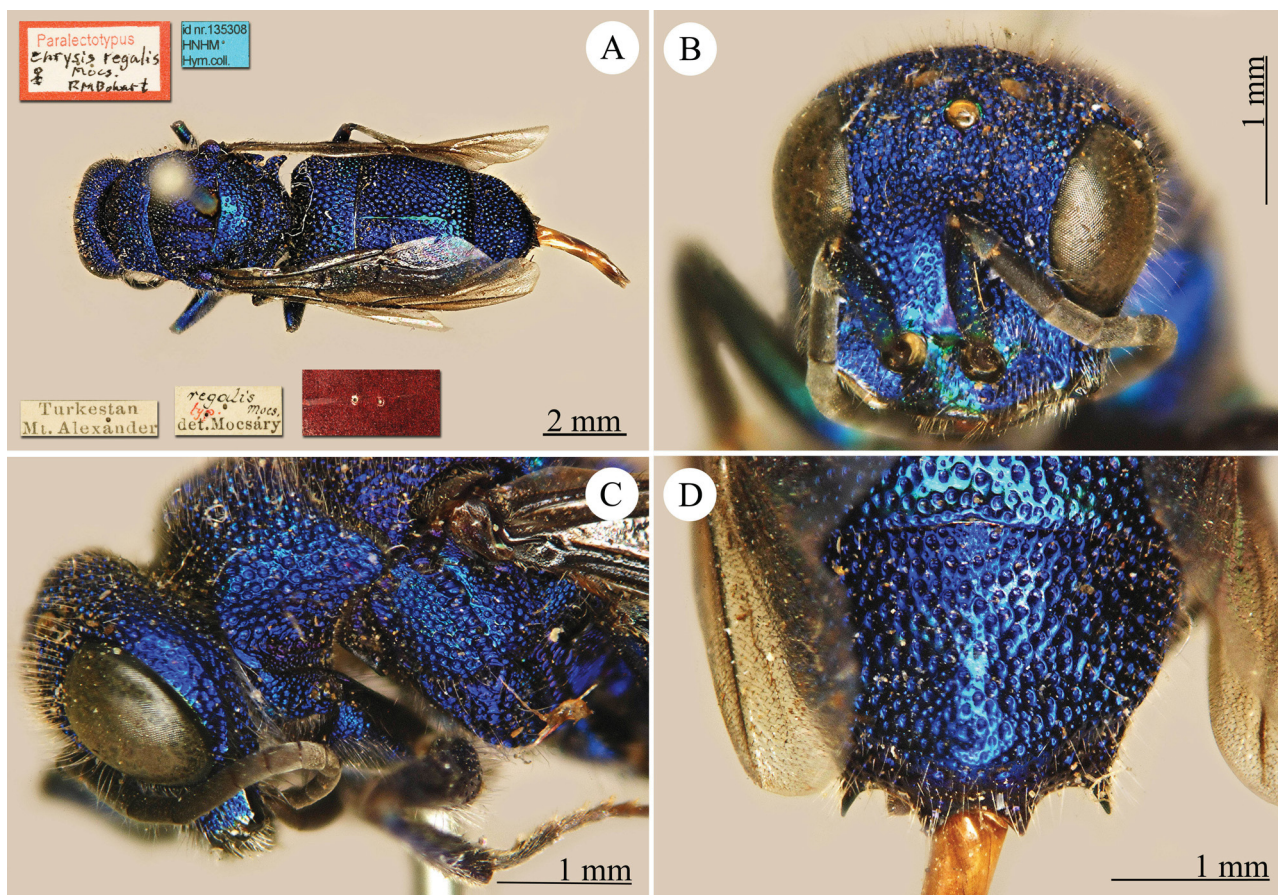 Paralectotypus
Chrysis regalis
♀ Mocs.
RMBohart
id nr.135308
HNHM
Hym.coll.
A
B
1 mm
Turkestan
Mt. Alexander
regalis
typ. Mocs.
det. Mocsáry
2 mm
C
1 mm
D
1 mm